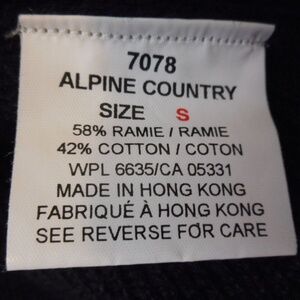 7078
ALPINE COUNTRY
SIZE S
58% RAMIE / RAMIE
42% COTTON / COTON
WPL 6635/CA 05331
MADE IN HONG KONG
FABRIQUÉ À HONG KONG
SEE REVERSE FOR CARE